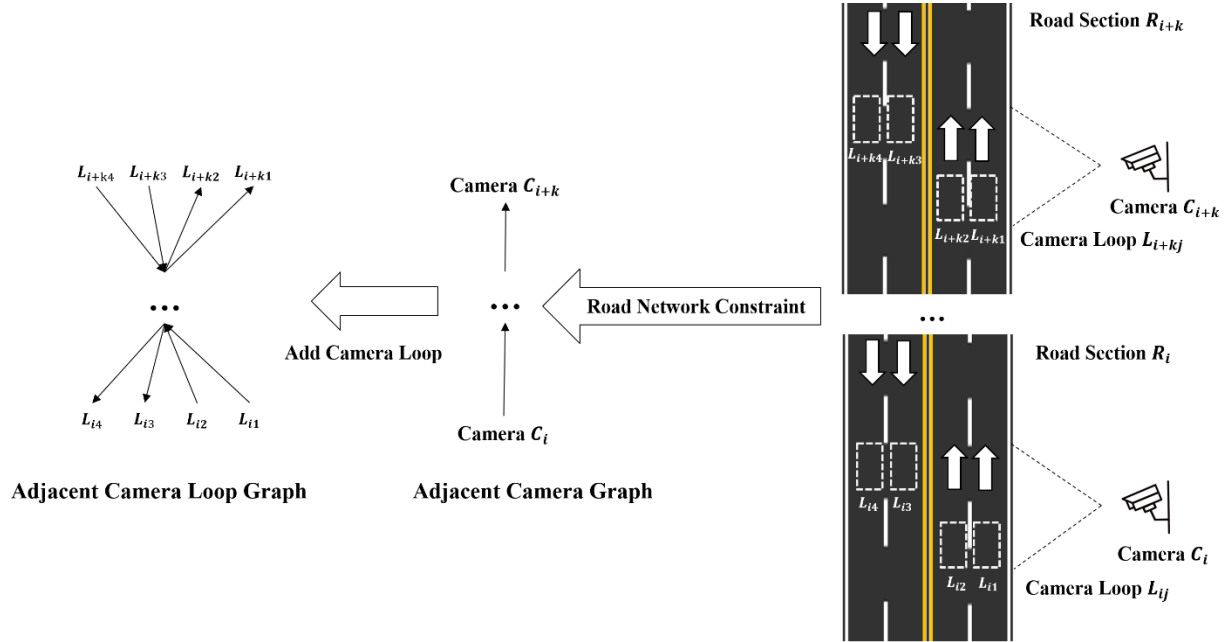 Road Section R_{i+k}
L_{i+k4} L_{i+k3}
L_{i+k4} L_{i+k3} L_{i+k2} L_{i+k1}
Camera C_{i+k}
Camera C_{i+k}
L_{i+k2} L_{i+k1}
Camera Loop L_{i+kj}
... ... Road Network Constraint ...
Add Camera Loop
Road Section R_i
L_{i4} L_{i3} L_{i2} L_{i1}
Camera C_i
Adjacent Camera Loop Graph
Adjacent Camera Graph
L_{i4} L_{i3}
Camera C_i
L_{i2} L_{i1}
Camera Loop L_{ij}